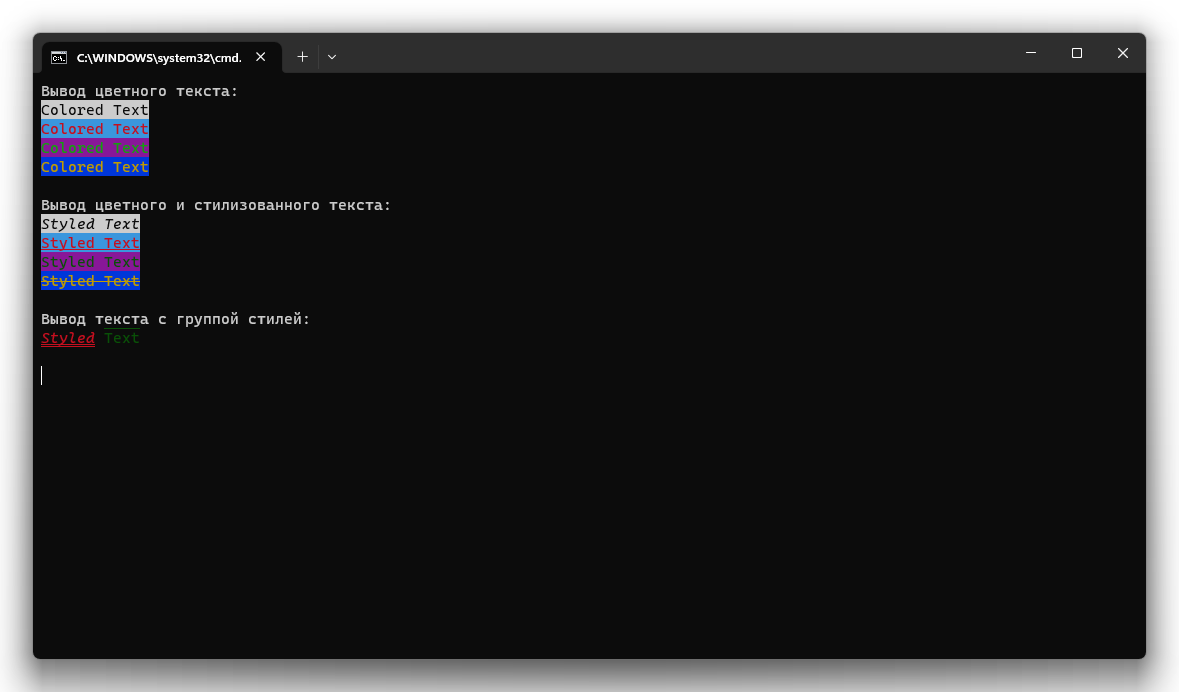 C:\WINDOWS\system32\cmd.
Вывод цветного текста:
Colored Text
Colored Text
Colored Text
Colored Text
Вывод цветного и стилизованного текста:
Styled Text
Styled Text
Styled Text
Styled Text
Вывод текста с группой стилей:
Styled Text